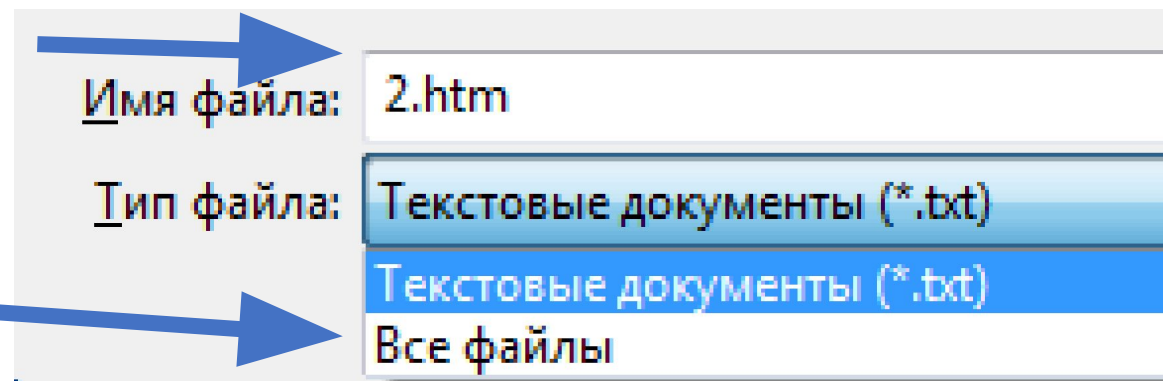 Имя файла: 2.htm
Тип файла: Текстовые документы (*.txt)
Текстовые документы (*.txt)
Все файлы